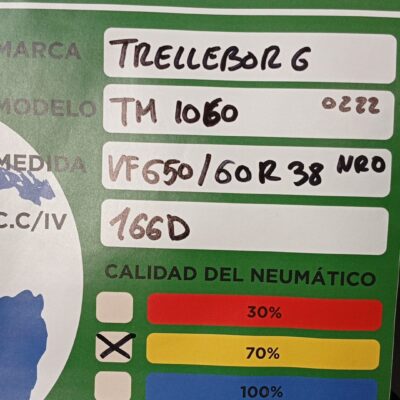 MARCA TRELLEBORG
MODELO TM 1060 0222
MEDIDA VF650/60R38 NRO
C.C/IV 166D
CALIDAD DEL NEUMÁTICO
30%
70%
100%